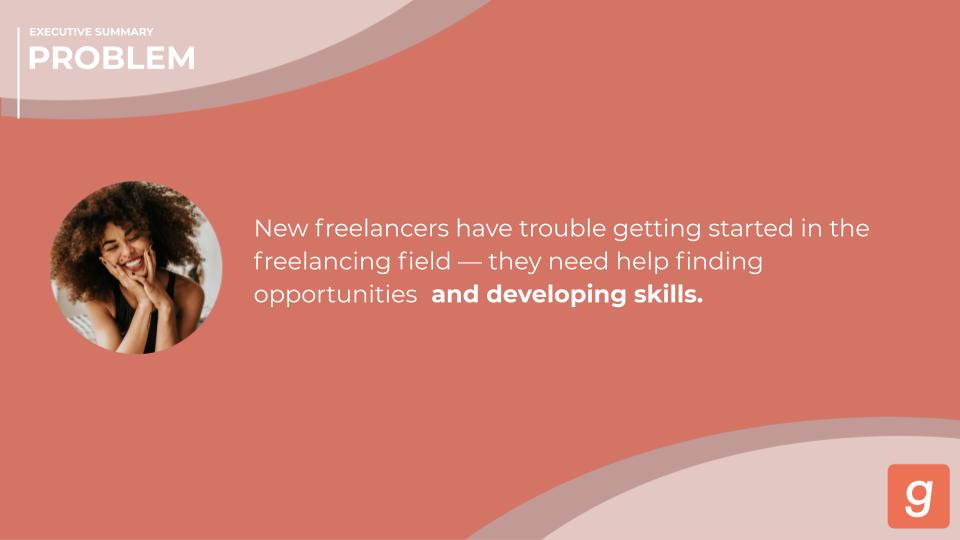 EXECUTIVE SUMMARY
PROBLEM
New freelancers have trouble getting started in the
freelancing field — they need help finding
opportunities and developing skills.
g